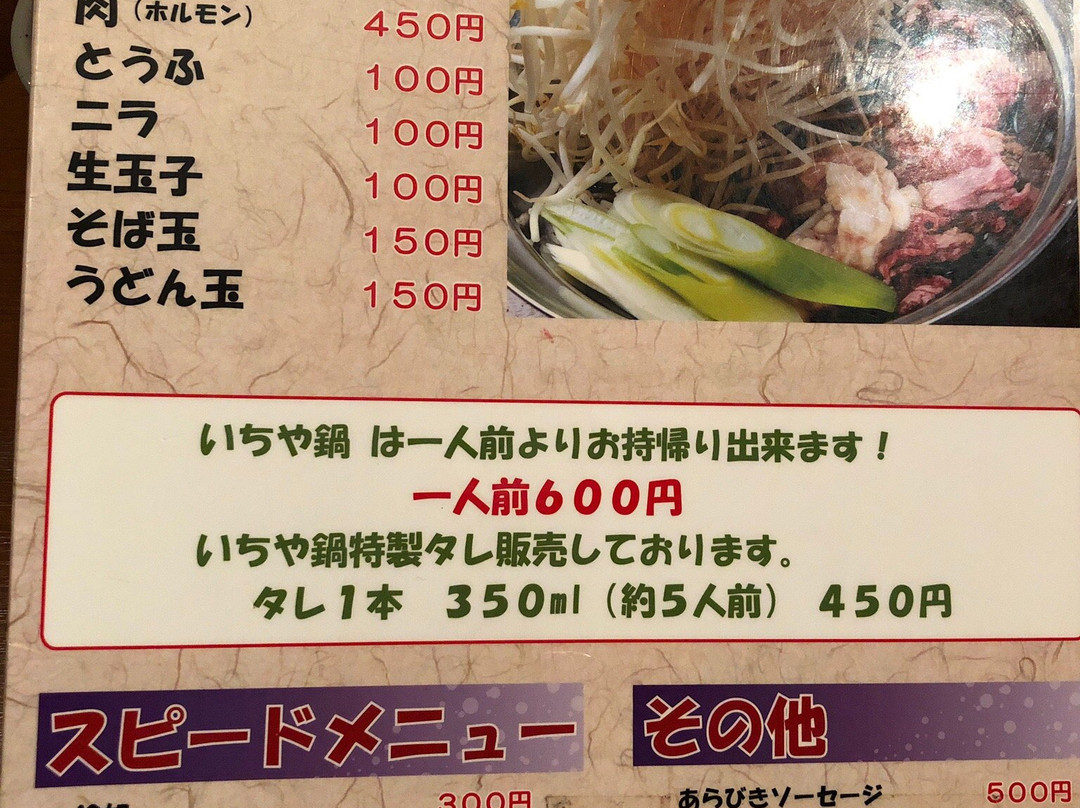 肉（ホルモン） 450円
とうふ 100円
ニラ 100円
生玉子 100円
そば玉 150円
うどん玉 150円
いちや鍋 は一人前よりお持帰り出来ます！
一人前600円
いちや鍋特製タレ販売しております。
タレ1本 350ml（約5人前） 450円
スピードメニュー
300円
その他
あらびきソーセージ 500円